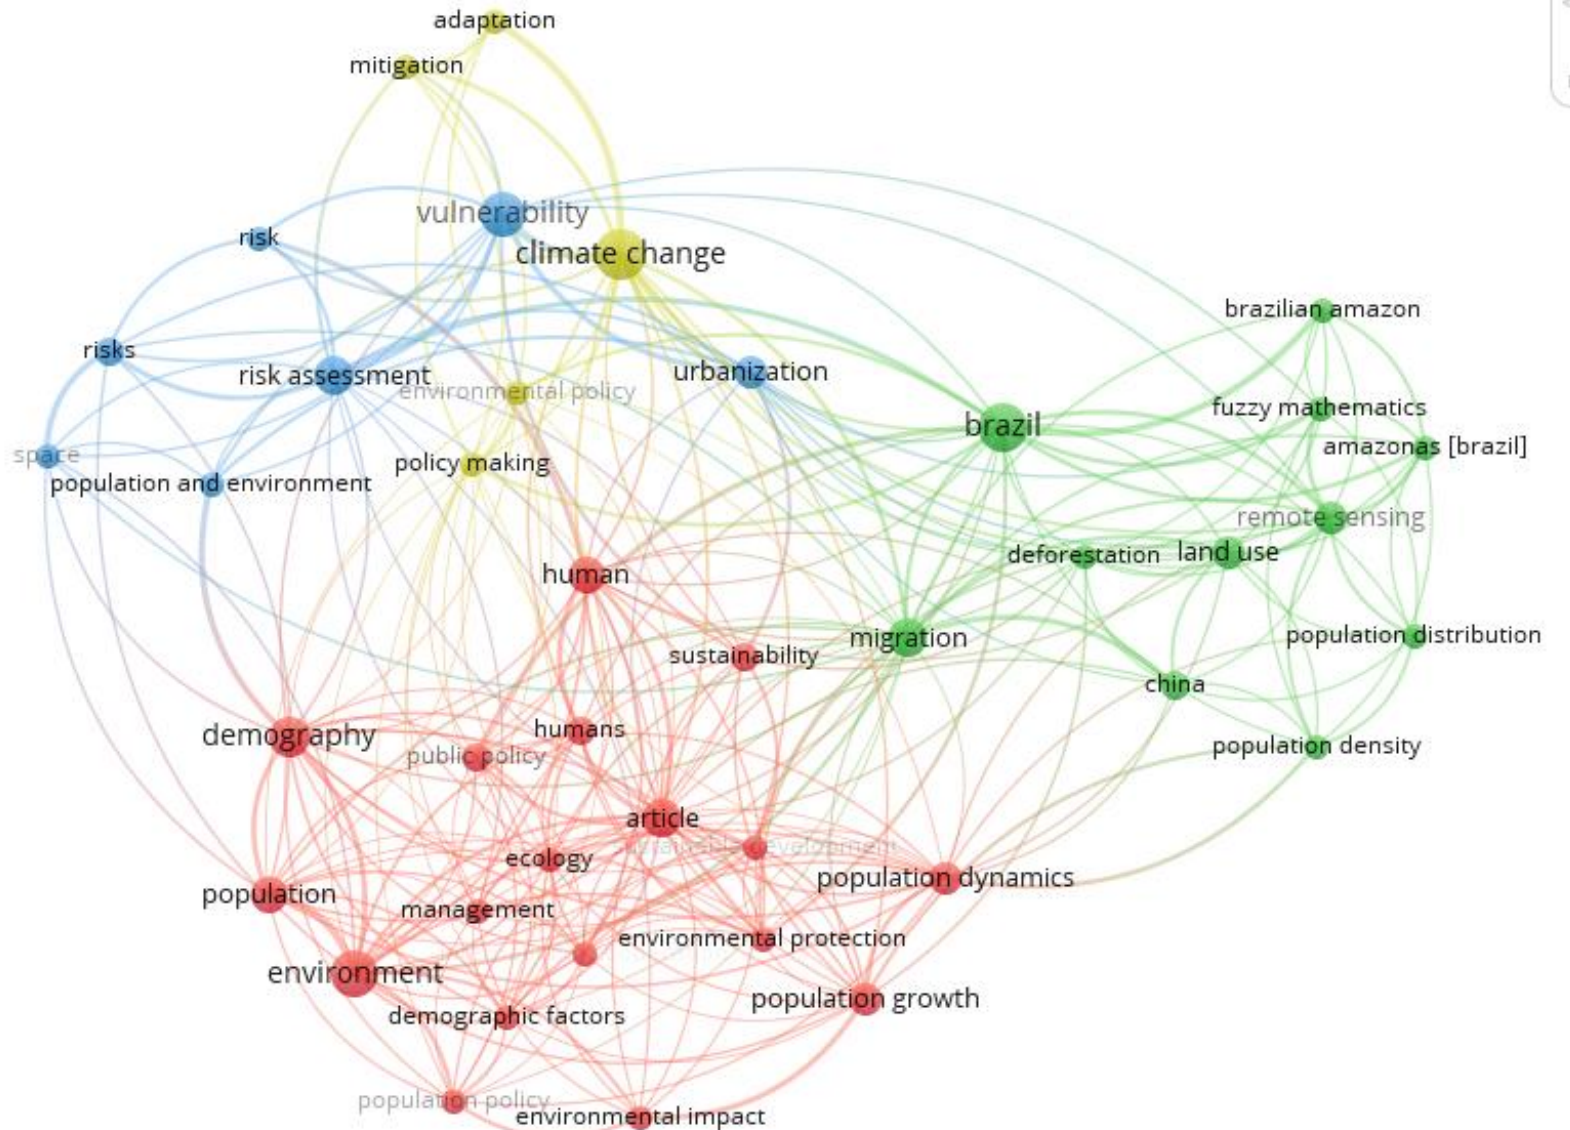 adaptation
mitigation
vulnerability
risk
climate change
brazilian amazon
risks
risk assessment
urbanization
environmental policy
fuzzy mathematics
brazil
amazonas [brazil]
space
policy making
population and environment
remote sensing
deforestation
land use
human
population distribution
migration
sustainability
china
humans
demography
population density
public policy
article
sustainable development
ecology
population dynamics
population
management
environmental protection
environment
population growth
demographic factors
population policy
environmental impact